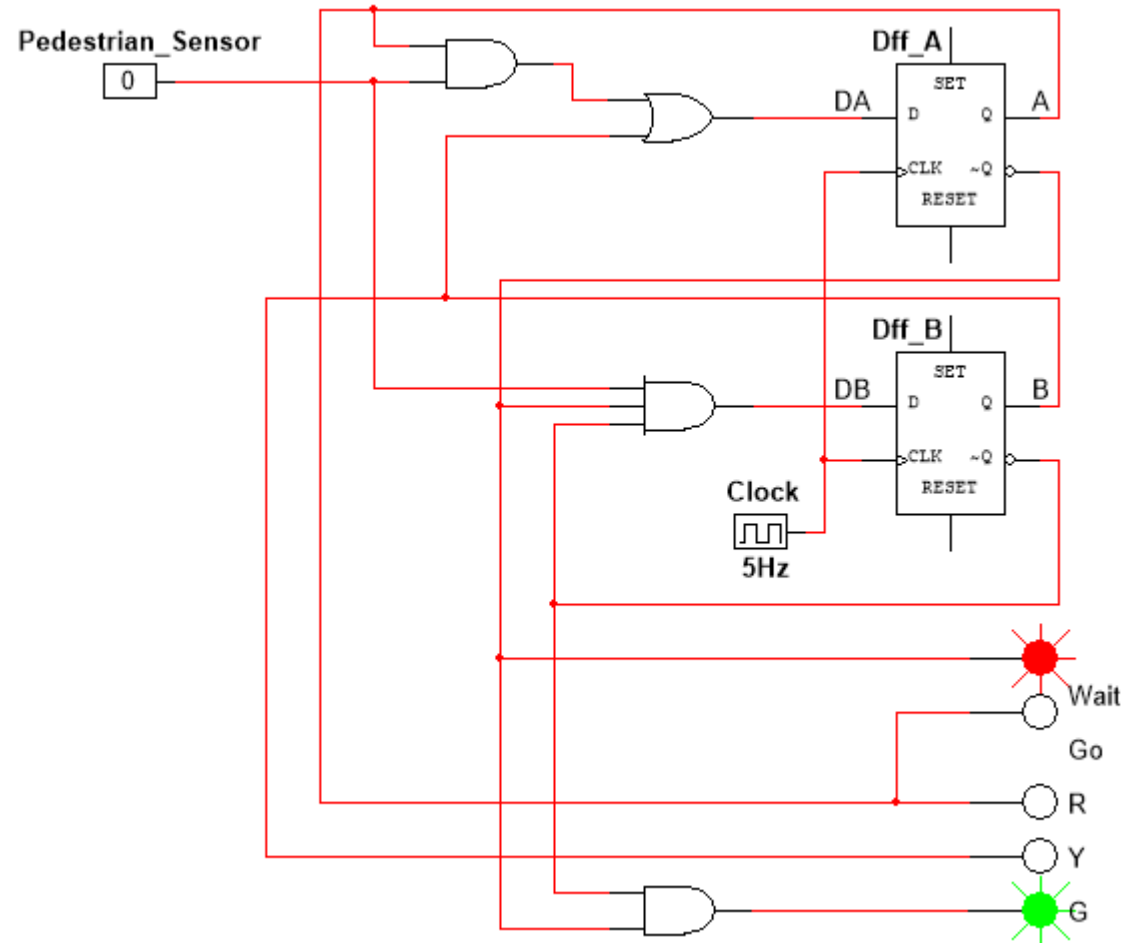 Pedestrian_Sensor
0
Dff_A
SET
DA
D
Q
A
CLK
~Q
RESET
Dff_B
SET
DB
D
Q
B
CLK
~Q
RESET
Clock
5Hz
Wait
Go
R
Y
G